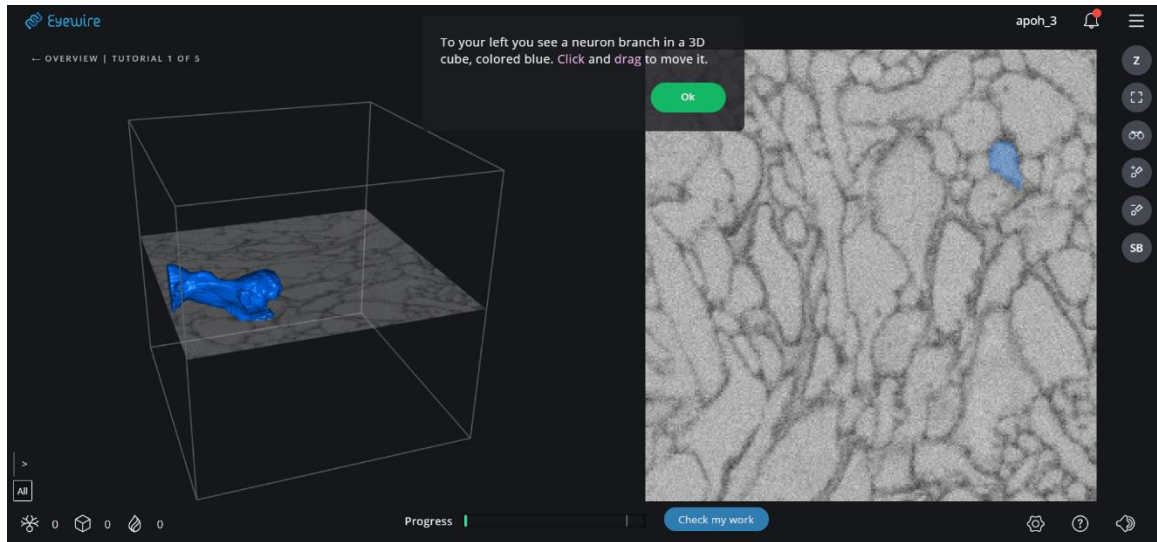 Eyewire
apoh_3
← OVERVIEW | TUTORIAL 1 OF 5
To your left you see a neuron branch in a 3D
cube, colored blue. Click and drag to move it.
Ok
Z
SB
>
All
0 0 0
Progress
Check my work
?